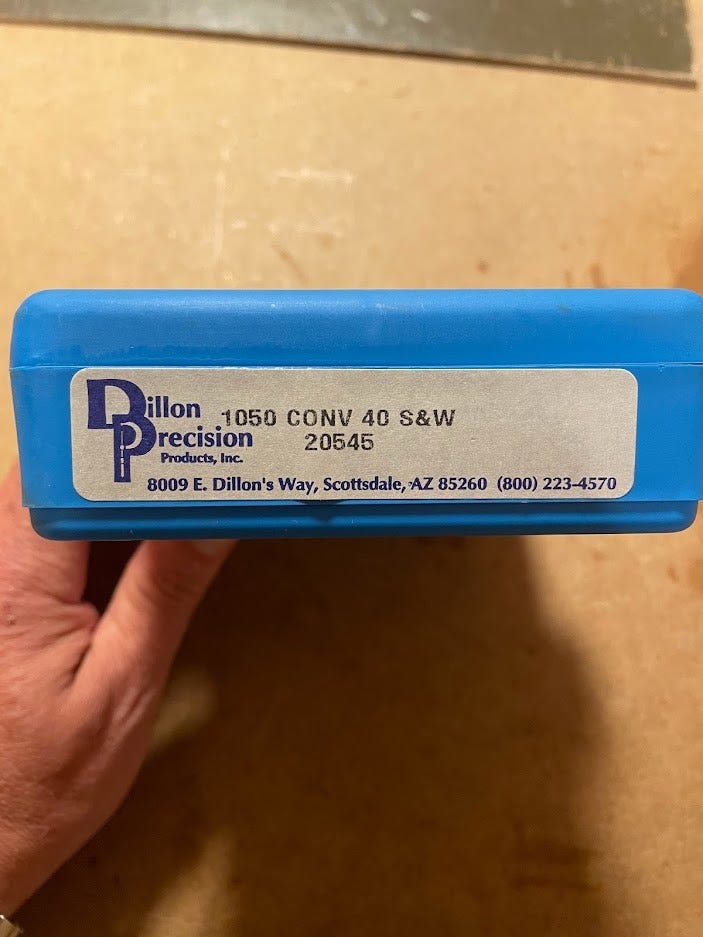 Dillon 1050 CONV 40 S&W
Precision 20545
Products, Inc.
8009 E. Dillon's Way, Scottsdale, AZ 85260 (800) 223-4570